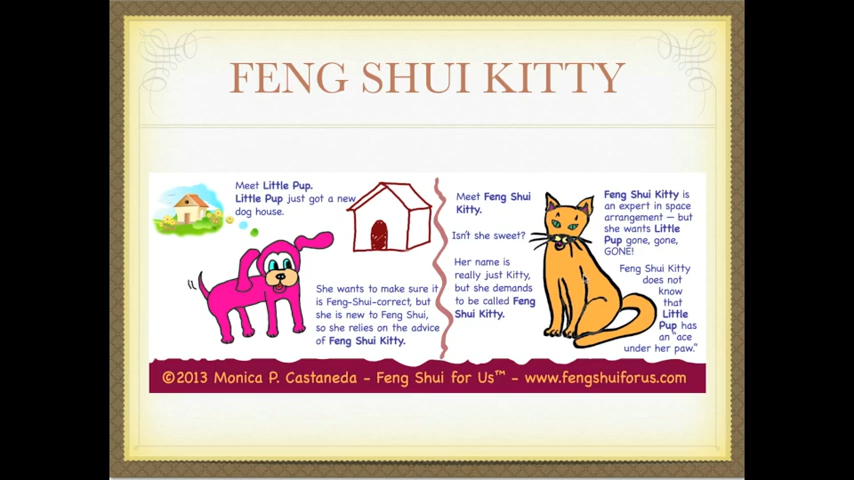 FENG SHUI KITTY
Meet Little Pup.
Little Pup just got a new
dog house.
She wants to make sure it
is Feng-Shui-correct, but
she is new to Feng Shui,
so she relies on the advice
of Feng Shui Kitty.
Meet Feng Shui
Kitty.
Isn't she sweet?
Her name is
really just Kitty,
but she demands
to be called Feng
Shui Kitty.
Feng Shui Kitty is
an expert in space
arrangement — but
she wants Little
Pup gone, gone,
GONE!
Feng Shui Kitty
does not
know
that
Little
Pup has
an "ace
under her paw."
©2013 Monica P. Castaneda – Feng Shui for Us™ – www.fengshuiforus.com